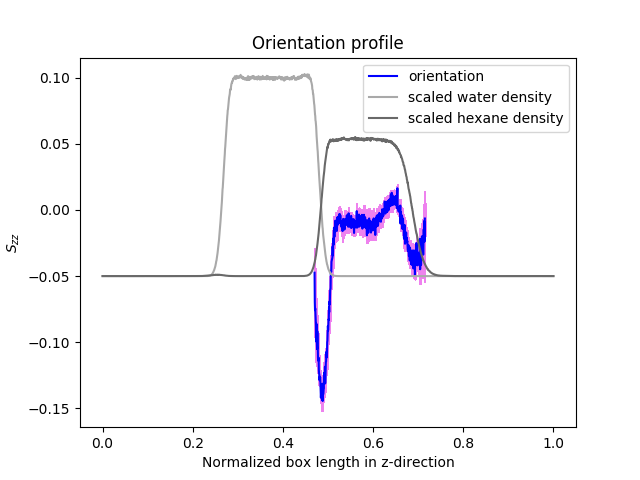 Orientation profile
orientation
scaled water density
scaled hexane density
0.10
0.05
0.00
−0.05
−0.10
−0.15
S_{zz}
0.0 0.2 0.4 0.6 0.8 1.0
Normalized box length in z-direction